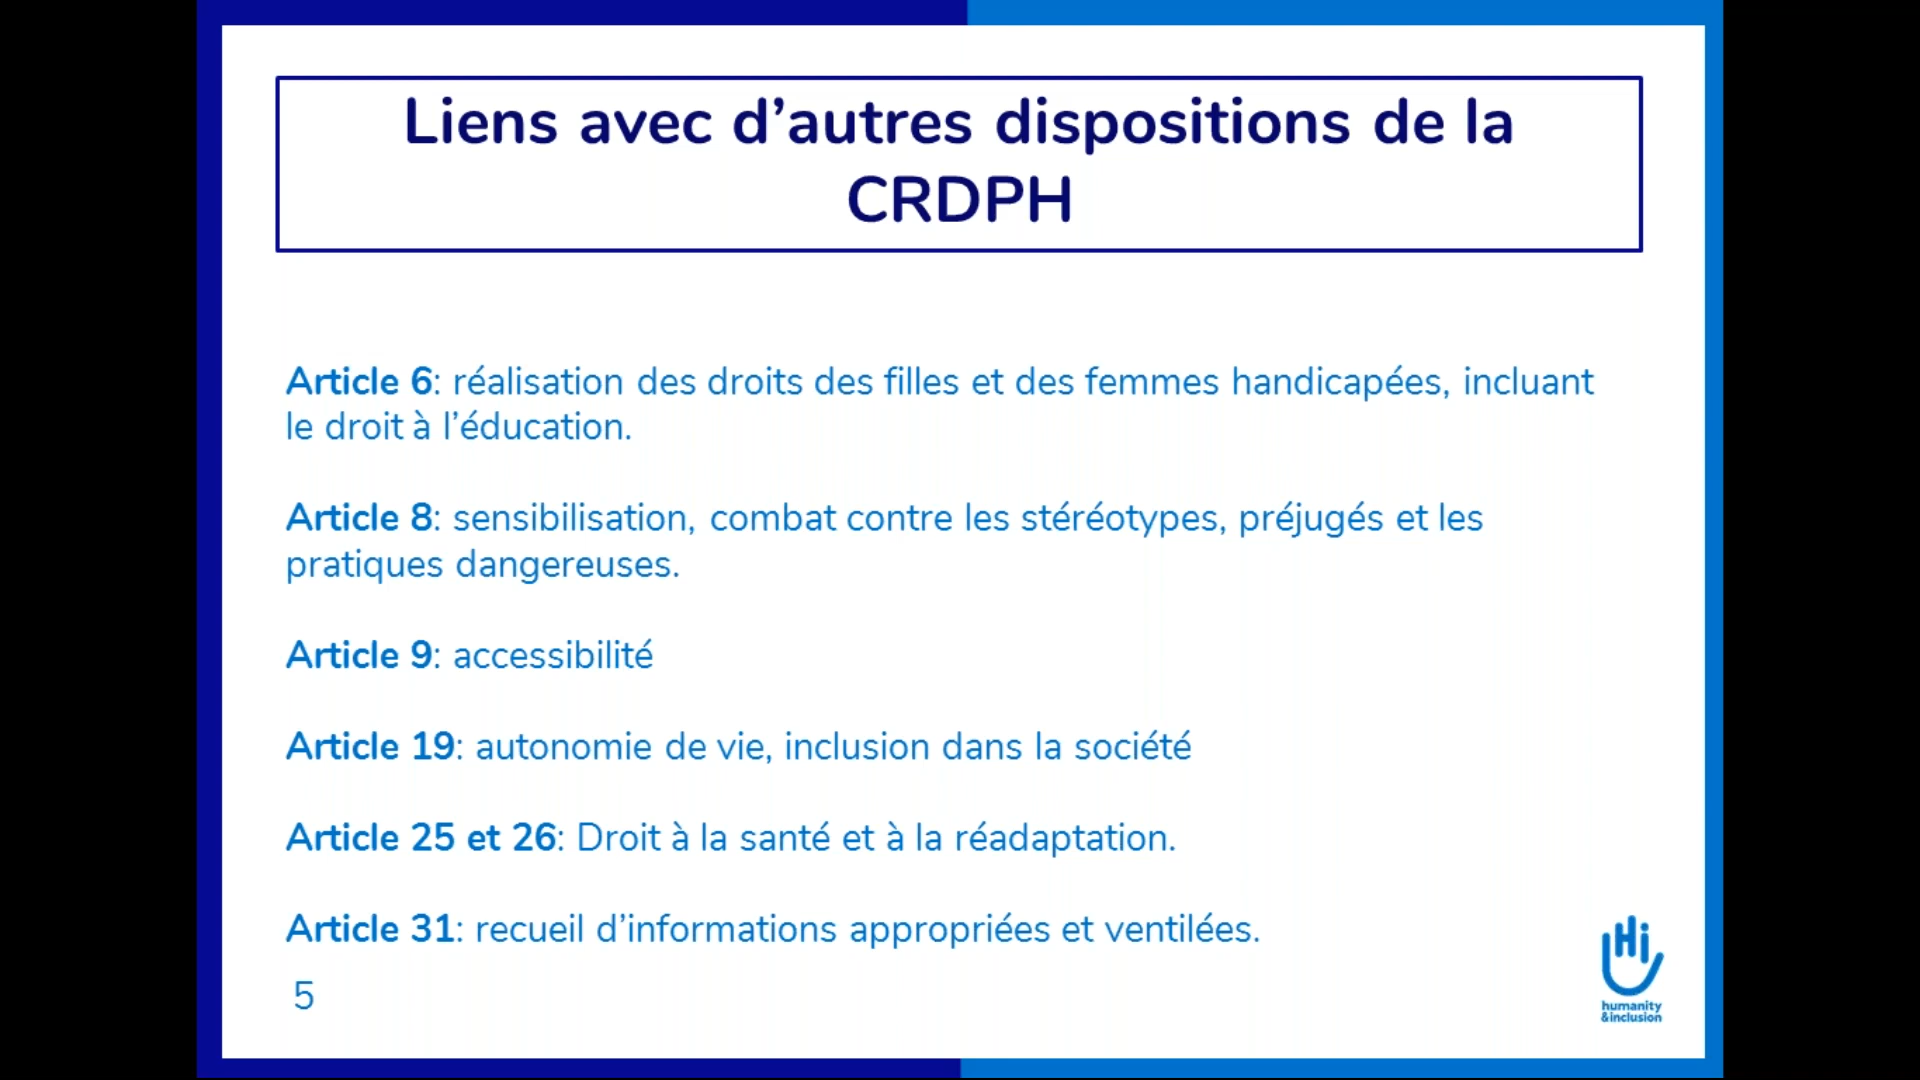 Liens avec d’autres dispositions de la
CRDPH
Article 6: réalisation des droits des filles et des femmes handicapées, incluant
le droit à l’éducation.
Article 8: sensibilisation, combat contre les stéréotypes, préjugés et les
pratiques dangereuses.
Article 9: accessibilité
Article 19: autonomie de vie, inclusion dans la société
Article 25 et 26: Droit à la santé et à la réadaptation.
Article 31: recueil d’informations appropriées et ventilées.
5
Hi
humanity
&inclusion